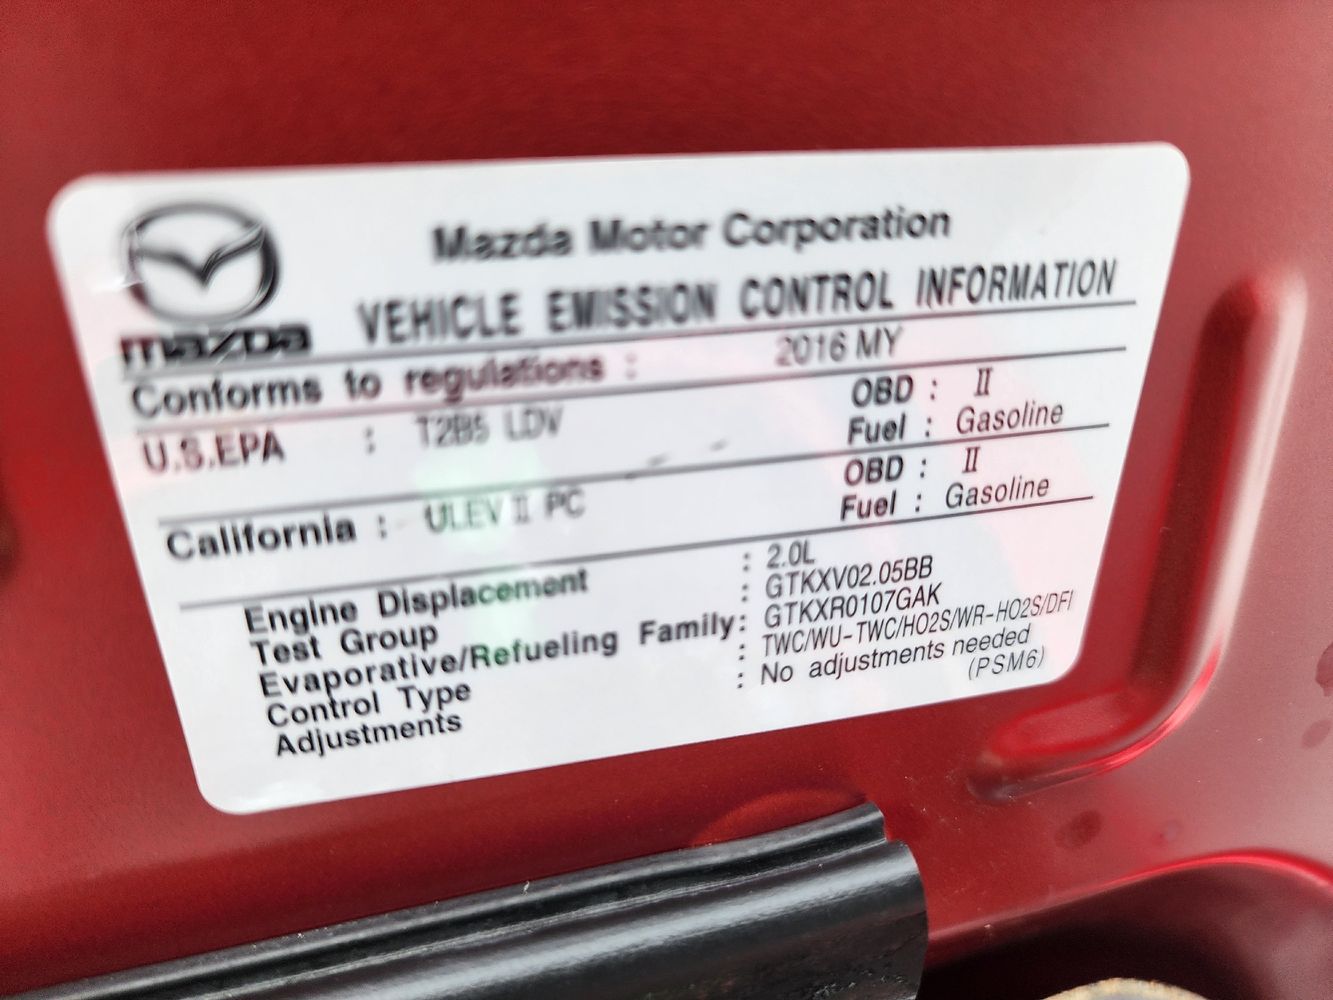 mazda
Mazda Motor Corporation
VEHICLE EMISSION CONTROL INFORMATION
Conforms to regulations : 2016 MY
U.S.EPA : T2B5 LDV OBD : II
Fuel : Gasoline
California : ULEV II PC OBD : II
Fuel : Gasoline
Engine Displacement : 2.0L
Test Group : GTKXV02.05BB
Evaporative/Refueling Family: GTKXR0107GAK
Control Type : TWC/WU-TWC/HO2S/WR-HO2S/DFI
Adjustments : No adjustments needed
(PSM6)